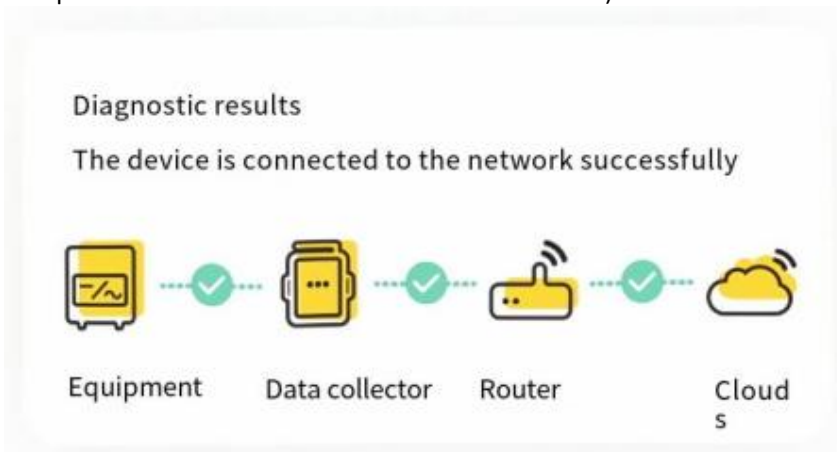 Diagnostic results
The device is connected to the network successfully
Equipment
Data collector
Router
Cloud
s